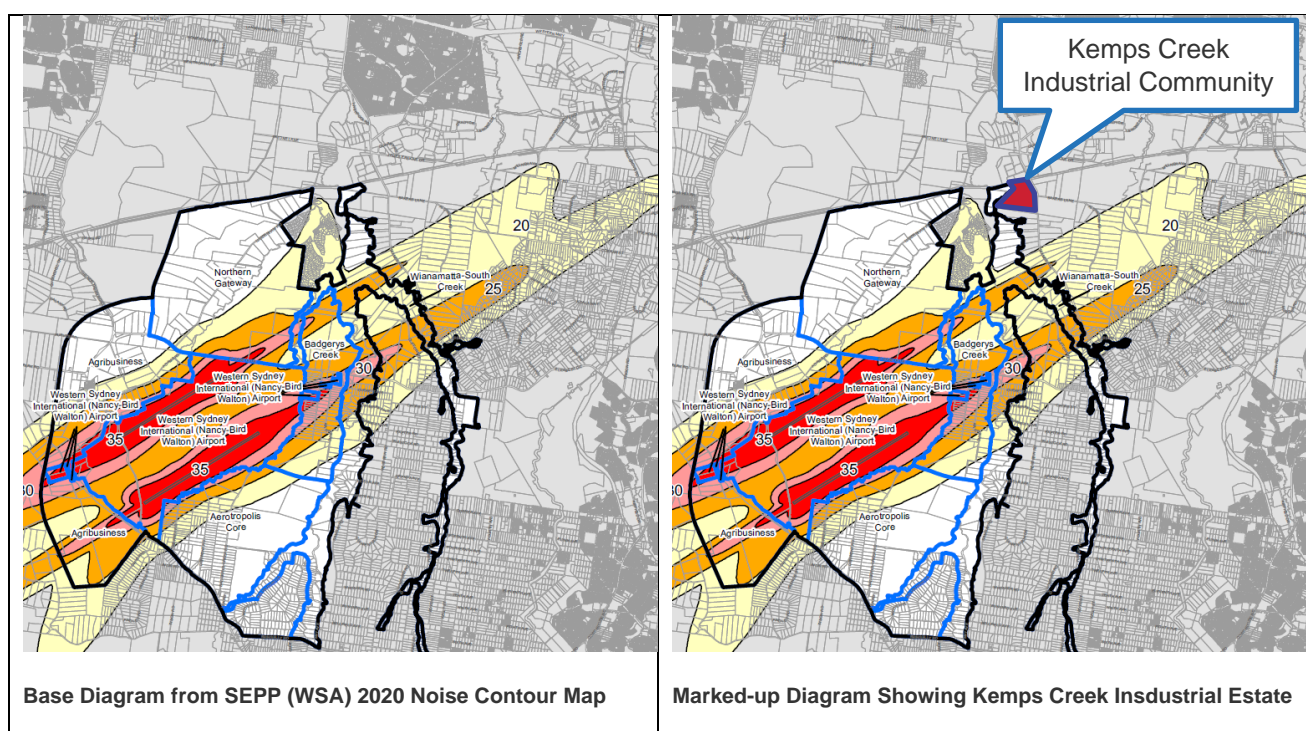 20
Northern
Gateway
Wianamatta-South
Creek
25
Badgerys
Creek
30
Agribusiness
Western Sydney
International (Nancy-Bird
Walton) Airport
Western Sydney
International (Nancy-Bird
Walton) Airport
Western Sydney
International (Nancy-Bird
Walton) Airport
35
35
30
Aerotropolis
Core
Agribusiness
Base Diagram from SEPP (WSA) 2020 Noise Contour Map
Kemps Creek
Industrial Community
20
Northern
Gateway
Wianamatta-South
Creek
25
Badgerys
Creek
30
Agribusiness
Western Sydney
International (Nancy-Bird
Walton) Airport
Western Sydney
International (Nancy-Bird
Walton) Airport
Western Sydney
International (Nancy-Bird
Walton) Airport
35
35
30
Aerotropolis
Core
Agribusiness
Marked-up Diagram Showing Kemps Creek Insdustrial Estate